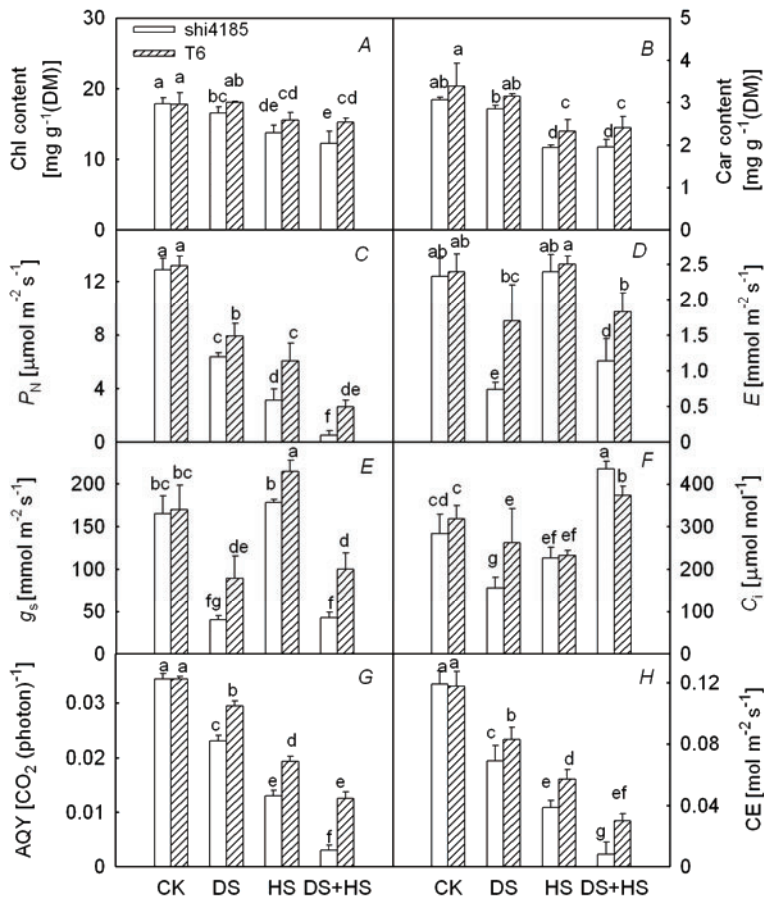 shi4185
T6
A
B
Chl content
[mg g⁻¹(DM)]
30
20
10
0
a a bc ab de cd e cd
ab a b ab d c d c
5
4
3
2
1
0
Car content
[mg g⁻¹(DM)]
C
D
P_N [μmol m⁻² s⁻¹]
12
8
4
0
a a c b d c f de
ab ab e bc ab a d b
2.5
2.0
1.5
1.0
0.5
0.0
E [mmol m⁻² s⁻¹]
E
F
g_s [mmol m⁻² s⁻¹]
200
150
100
50
0
bc bc fg de b a f d
cd c g e ef ef a b
400
300
200
100
0
C_i [μmol mol⁻¹]
G
H
AQY [CO₂ (photon)⁻¹]
0.03
0.02
0.01
0
a a c b e d f e
a a c b e d g ef
0.12
0.08
0.04
0
CE [mol m⁻² s⁻¹]
CK DS HS DS+HS
CK DS HS DS+HS